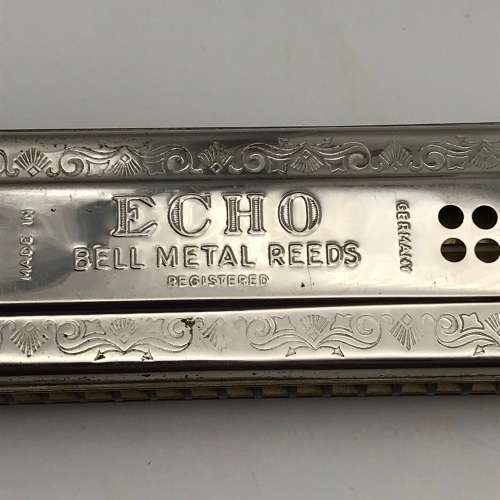 MADE IN
ECHO
BELL METAL REEDS
REGISTERED
GERMANY